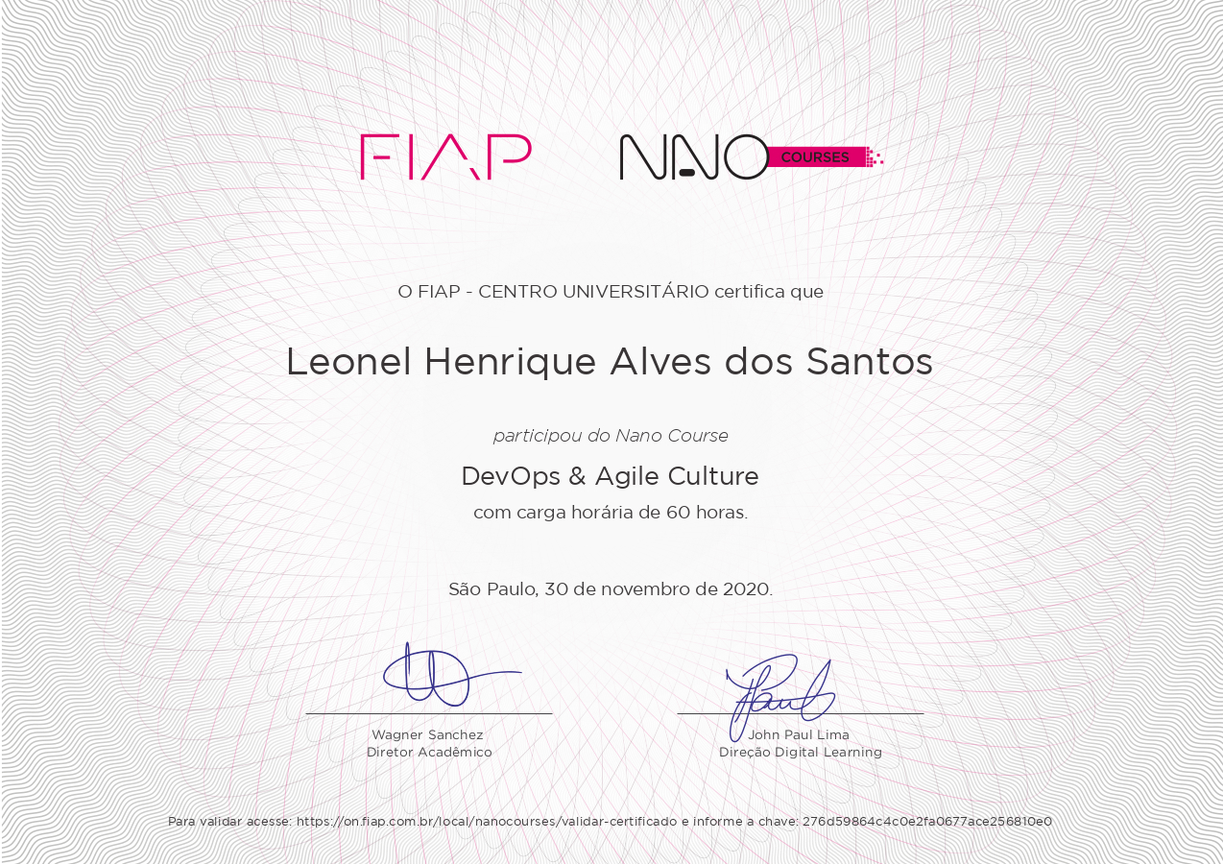 FIAP NANO COURSES
O FIAP - CENTRO UNIVERSITÁRIO certifica que
Leonel Henrique Alves dos Santos
participou do Nano Course
DevOps & Agile Culture
com carga horária de 60 horas.
São Paulo, 30 de novembro de 2020.
Wagner Sanchez John Paul Lima
Diretor Acadêmico Direção Digital Learning
Para validar acesse: https://on.fiap.com.br/local/nanocourses/validar-certificado e informe a chave: 276d59864c4c0e2fa0677ace256810e0